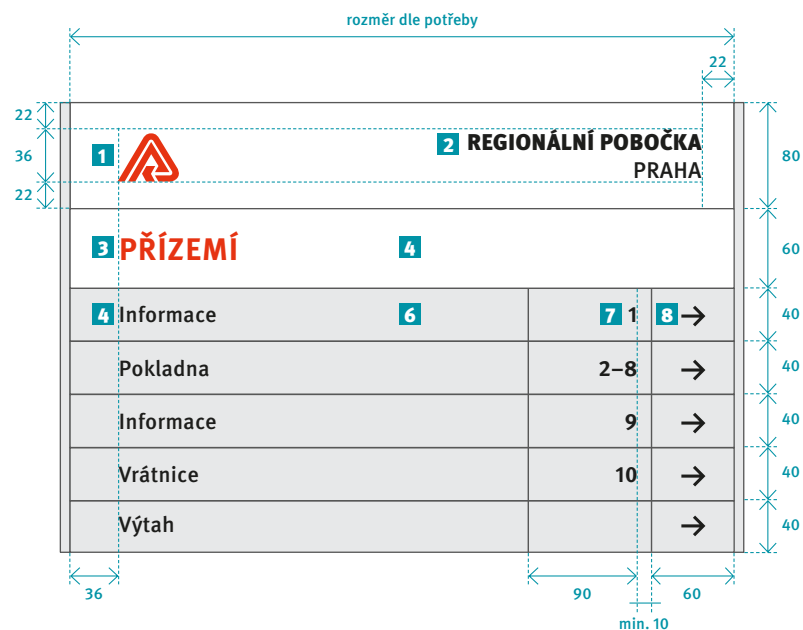 rozměr dle potřeby
22
22
36
22
1
2 REGIONÁLNÍ POBOČKA
PRAHA
80
3 PŘÍZEMÍ 4
60
4 Informace 6 7 1 8 →
40
Pokladna 2–8 →
40
Informace 9 →
40
Vrátnice 10 →
40
Výtah →
40
36 90 60
min. 10